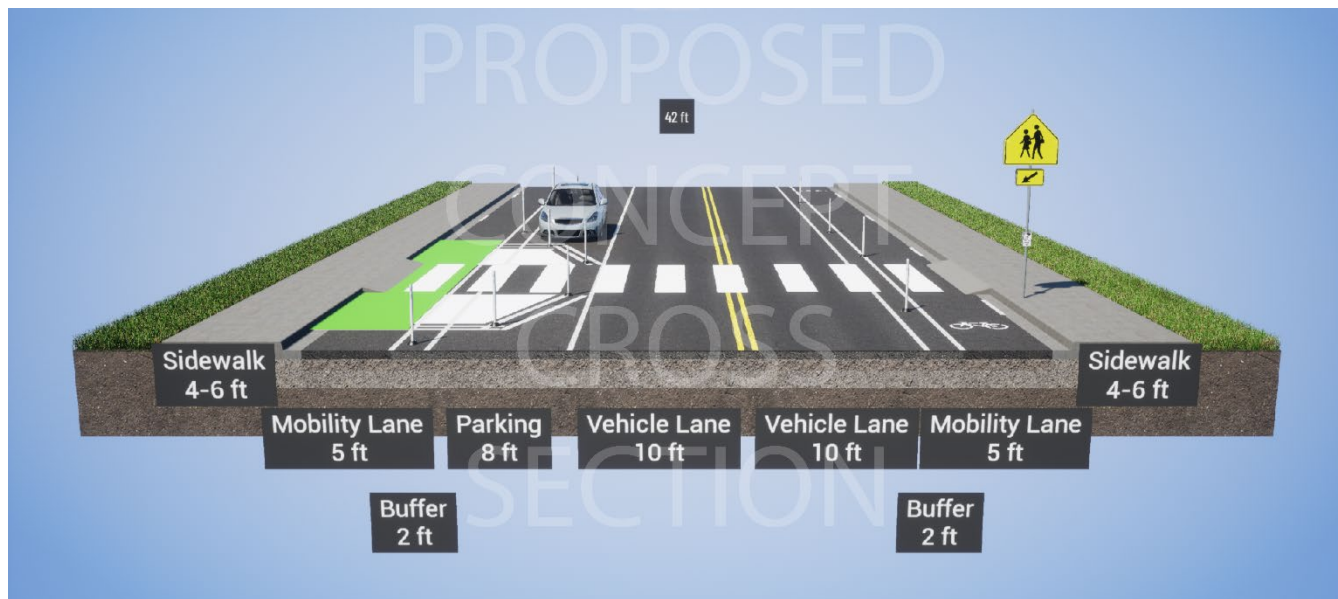 PROPOSED
42 ft
CONCEPT
CROSS
Sidewalk
4-6 ft
Sidewalk
4-6 ft
Mobility Lane
5 ft
Parking
8 ft
Vehicle Lane
10 ft
Vehicle Lane
10 ft
Mobility Lane
5 ft
SECTION
Buffer
2 ft
Buffer
2 ft